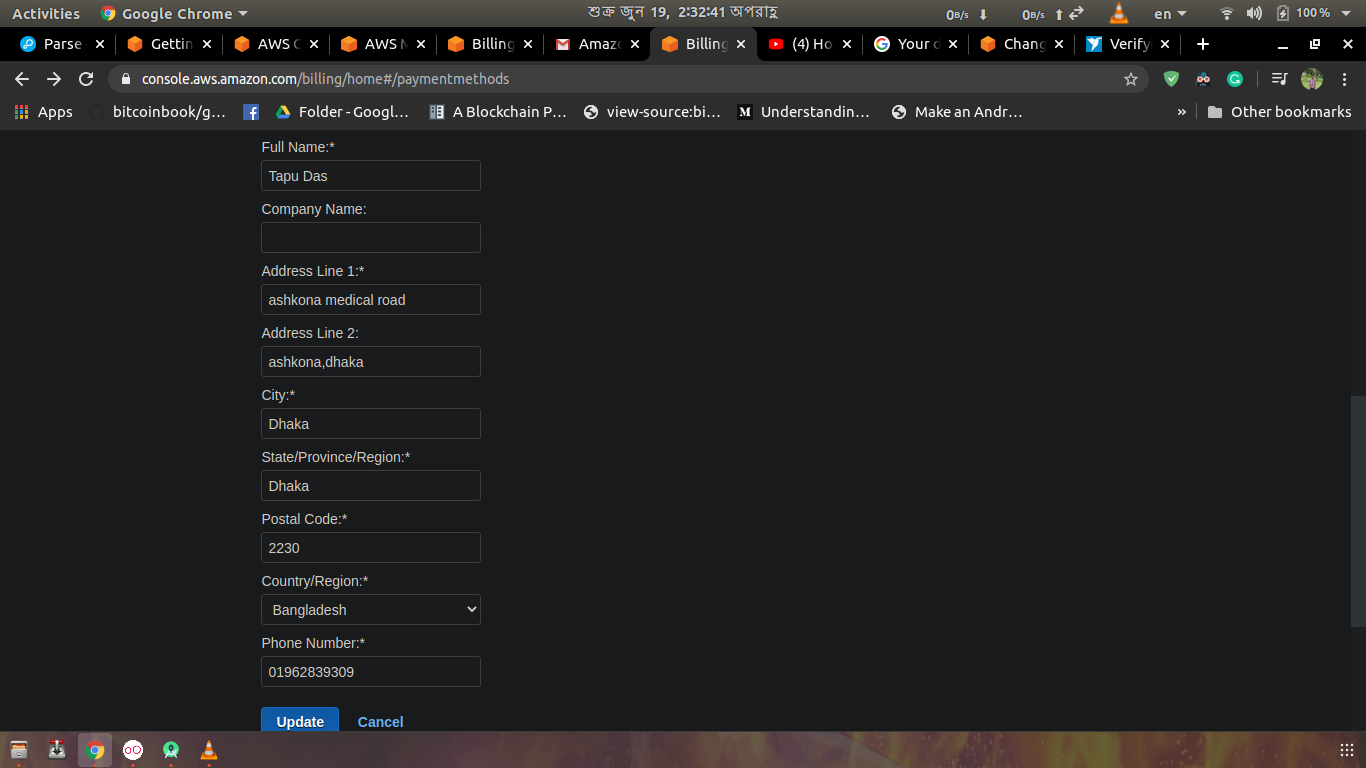 Activities Google Chrome শুক্র জুন 19, 2:32:41 অপরাহ্ণ 0B/s 0B/s en 100 %
Parse Gettin AWS C AWS M Billing Amazo Billing (4) Ho Your c Chang Verify
console.aws.amazon.com/billing/home#/paymentmethods
Apps bitcoinbook/g… Folder - Googl… A Blockchain P… view-source:bi… Understandin… Make an Andr… » Other bookmarks
Full Name:*
Tapu Das
Company Name:
Address Line 1:*
ashkona medical road
Address Line 2:
ashkona,dhaka
City:*
Dhaka
State/Province/Region:*
Dhaka
Postal Code:*
2230
Country/Region:*
Bangladesh
Phone Number:*
01962839309
Update Cancel